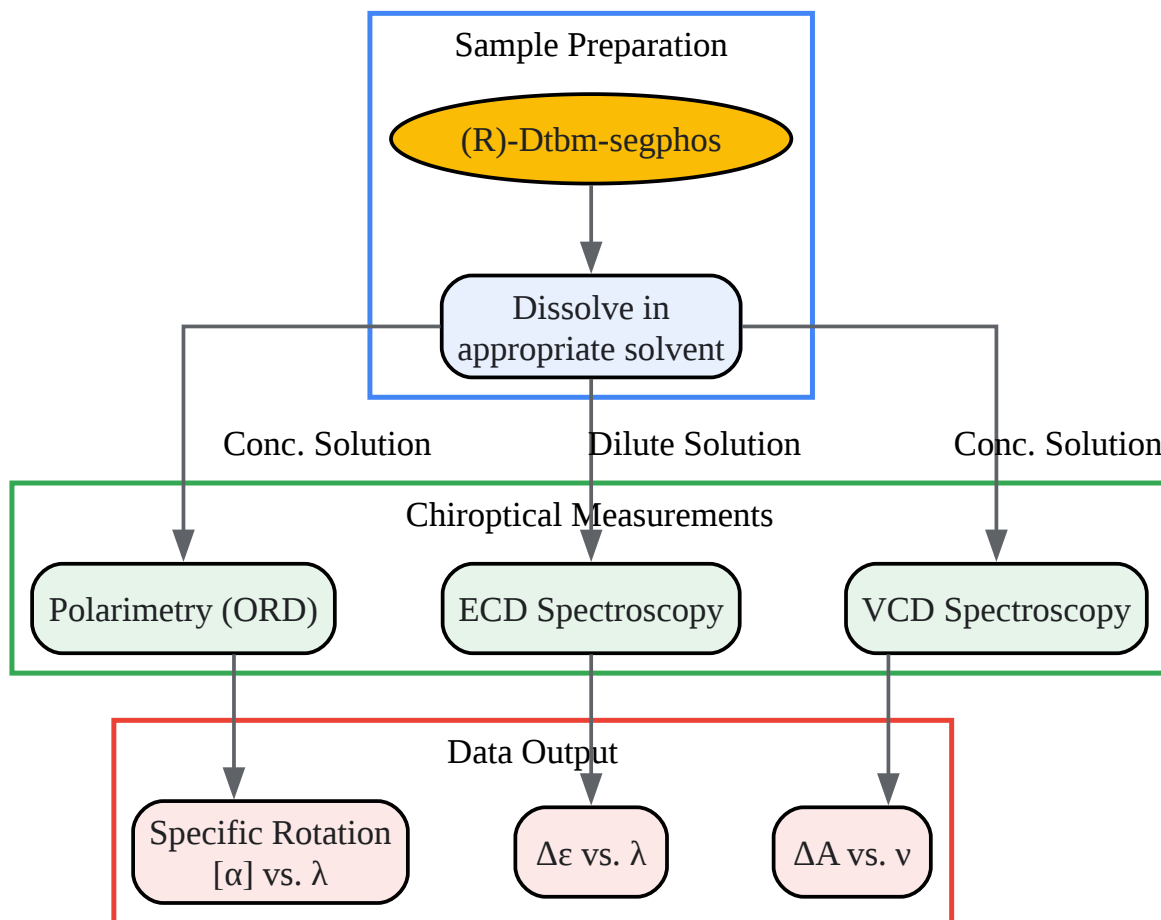 Sample Preparation
(R)-Dtbm-segphos
Dissolve in
appropriate solvent
Conc. Solution
Dilute Solution
Conc. Solution
Chiroptical Measurements
Polarimetry (ORD)
ECD Spectroscopy
VCD Spectroscopy
Data Output
Specific Rotation
[α] vs. λ
Δε vs. λ
ΔA vs. ν